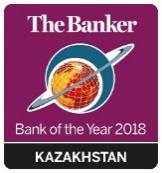 The Banker
Bank of the Year 2018
KAZAKHSTAN